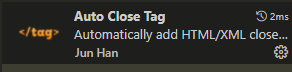 </tag> Auto Close Tag 2ms
Automatically add HTML/XML close...
Jun Han